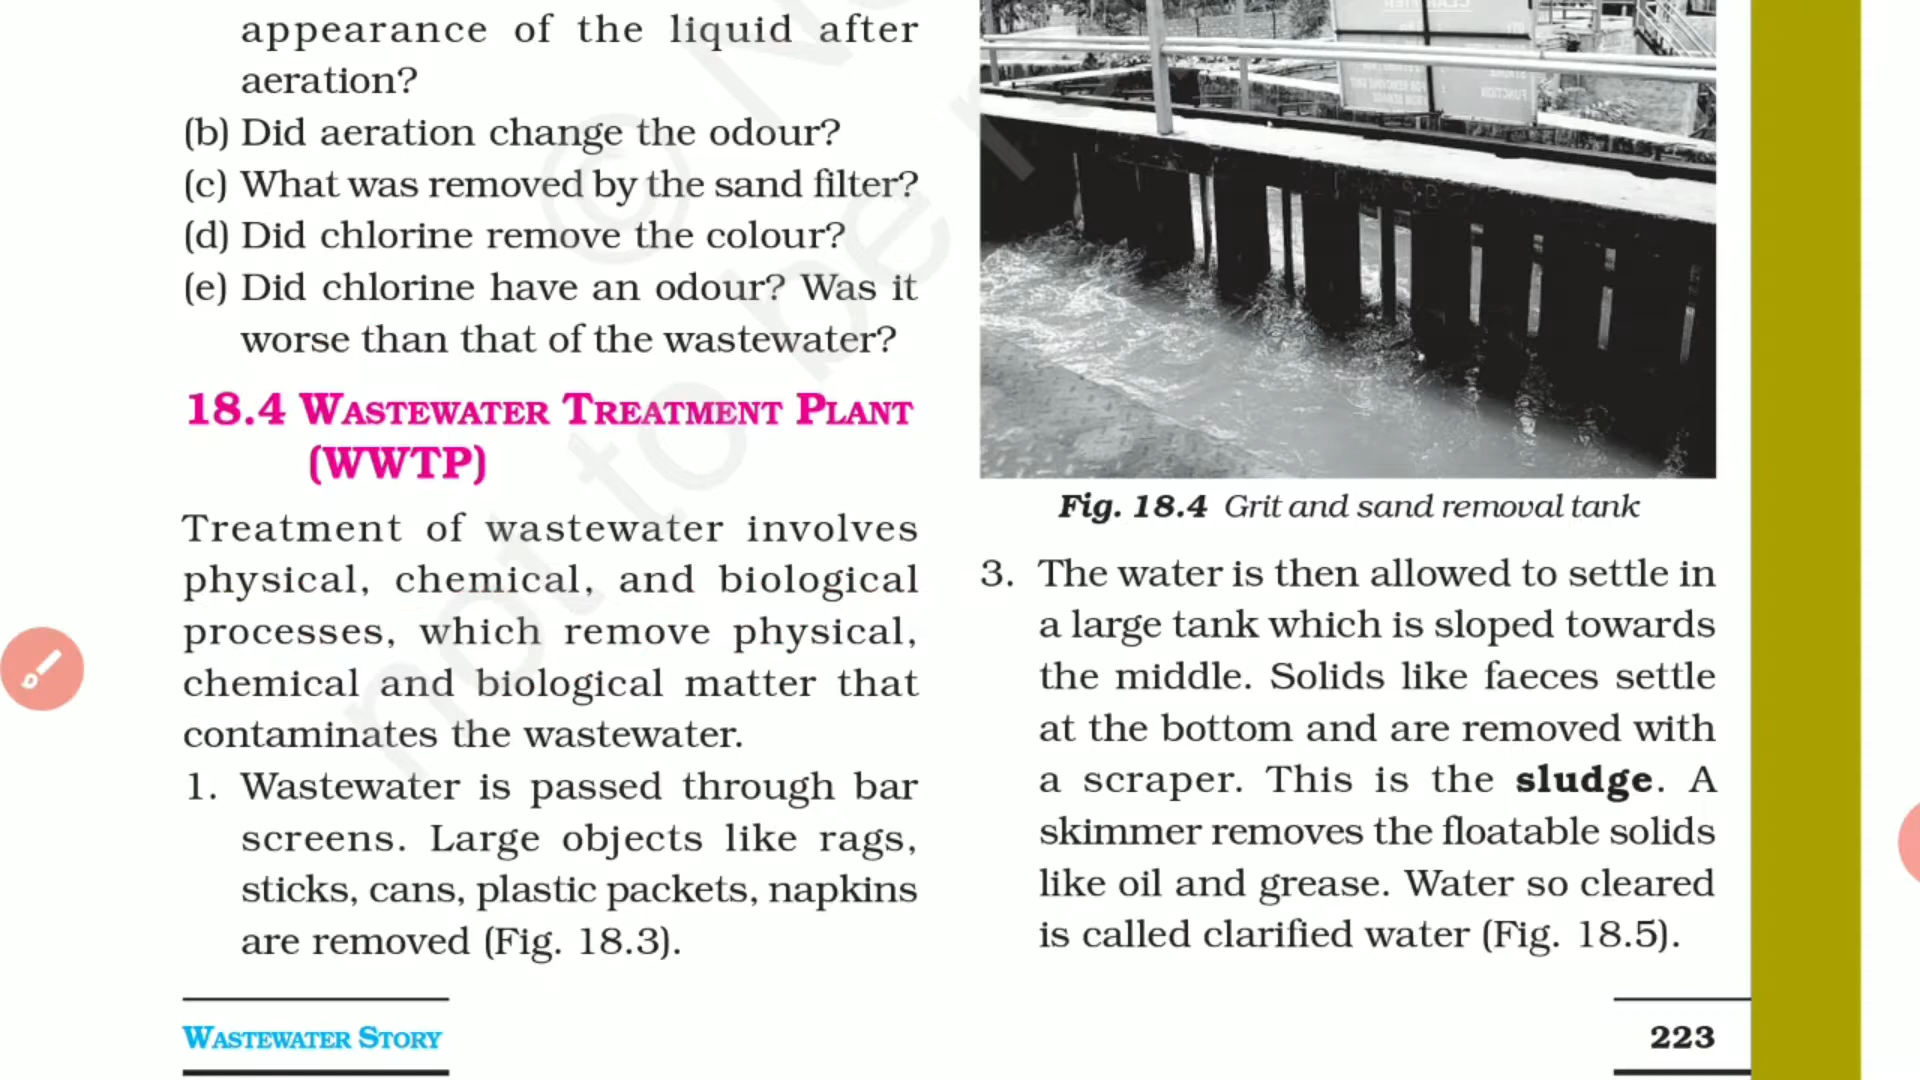 appearance of the liquid after
aeration?
(b) Did aeration change the odour?
(c) What was removed by the sand filter?
(d) Did chlorine remove the colour?
(e) Did chlorine have an odour? Was it
worse than that of the wastewater?
18.4 WASTEWATER TREATMENT PLANT
(WWTP)
Treatment of wastewater involves
physical, chemical, and biological
processes, which remove physical,
chemical and biological matter that
contaminates the wastewater.
1. Wastewater is passed through bar
screens. Large objects like rags,
sticks, cans, plastic packets, napkins
are removed (Fig. 18.3).
WASTEWATER STORY
Fig. 18.4 Grit and sand removal tank
3. The water is then allowed to settle in
a large tank which is sloped towards
the middle. Solids like faeces settle
at the bottom and are removed with
a scraper. This is the sludge. A
skimmer removes the floatable solids
like oil and grease. Water so cleared
is called clarified water (Fig. 18.5).
223
©
not to be